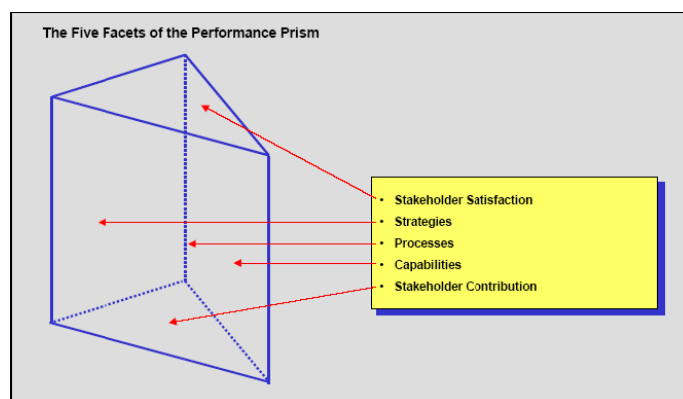 The Five Facets of the Performance Prism
• Stakeholder Satisfaction
• Strategies
• Processes
• Capabilities
• Stakeholder Contribution